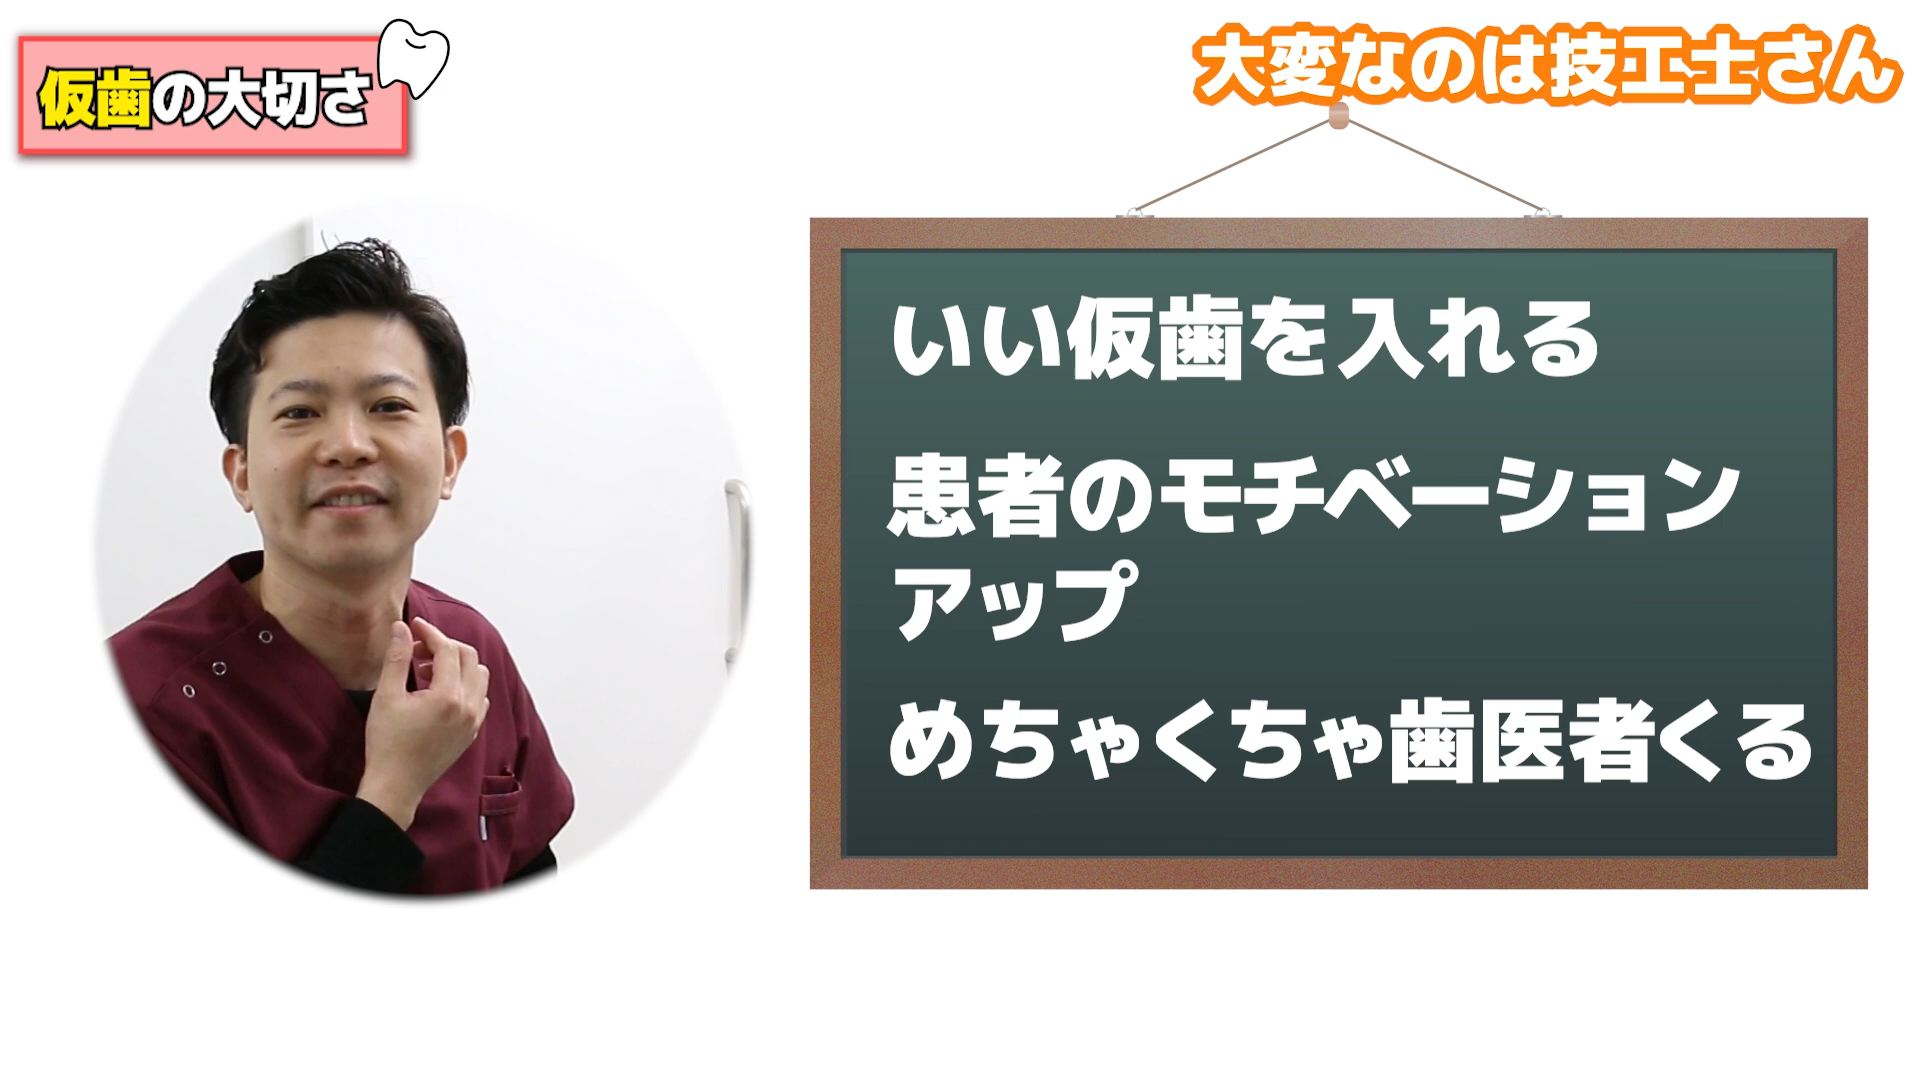 仮歯の大切さ
大変なのは技工士さん
いい仮歯を入れる
患者のモチベーション
アップ
めちゃくちゃ歯医者くる